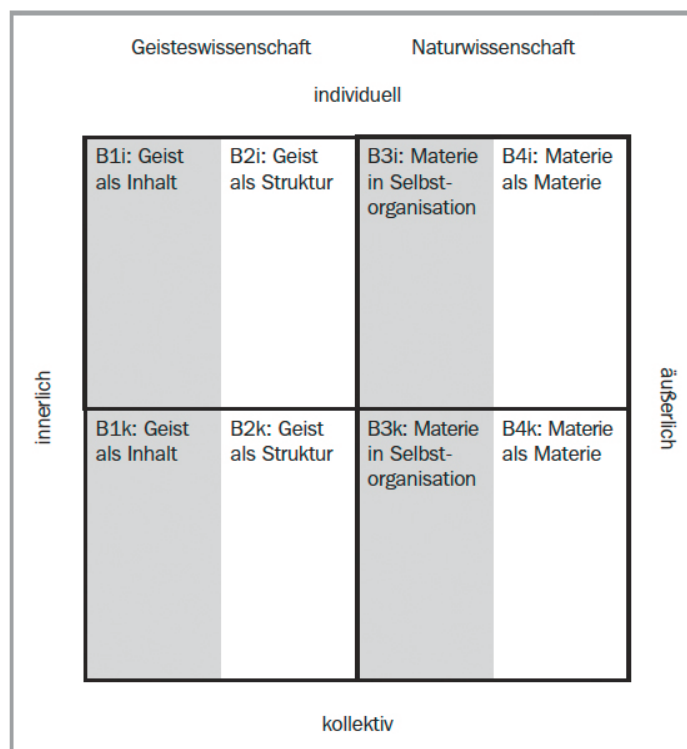 Geisteswissenschaft
Naturwissenschaft
individuell
B1i: Geist
als Inhalt
B2i: Geist
als Struktur
B3i: Materie
in Selbst-
organisation
B4i: Materie
als Materie
innerlich
äußerlich
B1k: Geist
als Inhalt
B2k: Geist
als Struktur
B3k: Materie
in Selbst-
organisation
B4k: Materie
als Materie
kollektiv